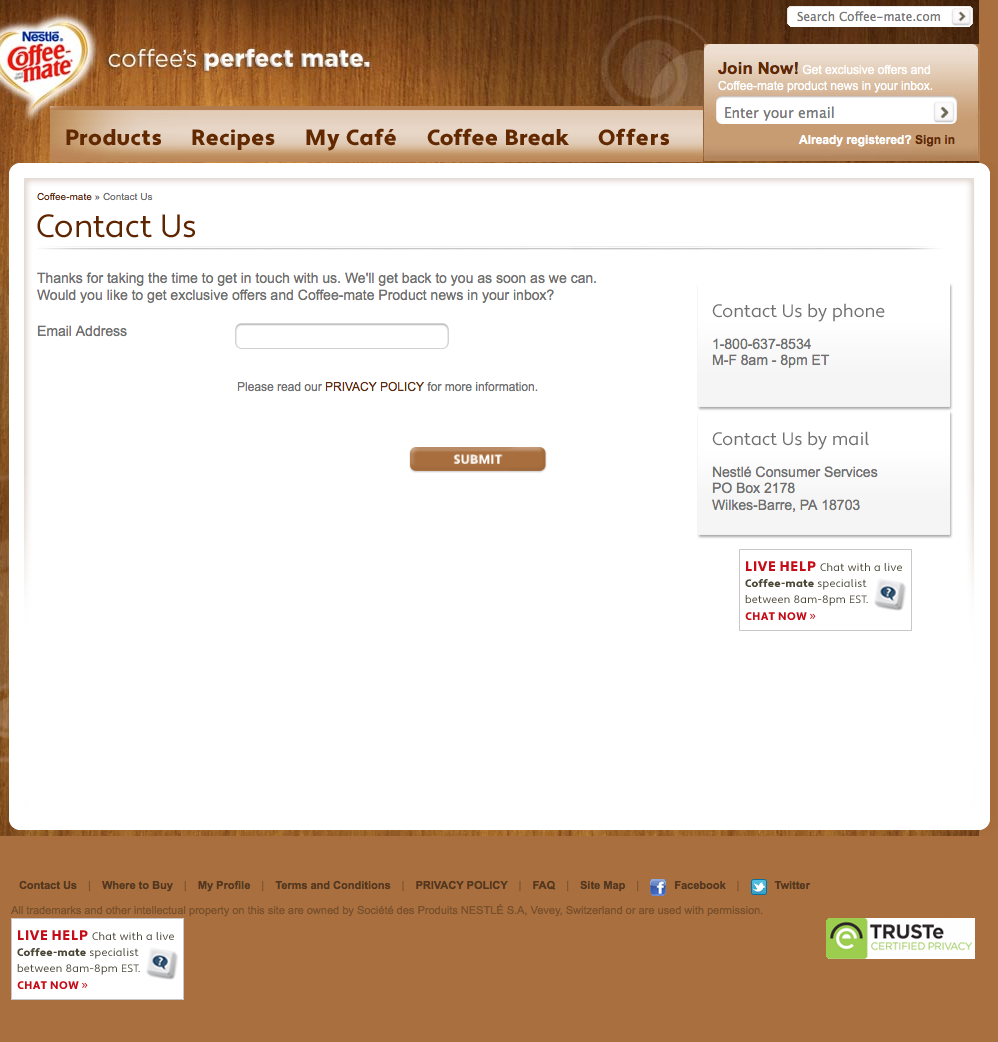 Search Coffee-mate.com
Nestlé®
Coffee-
mate
coffee's perfect mate.
Join Now! Get exclusive offers and
Coffee-mate product news in your inbox.
Enter your email
Already registered? Sign in
Products Recipes My Café Coffee Break Offers
Coffee-mate » Contact Us
Contact Us
Thanks for taking the time to get in touch with us. We'll get back to you as soon as we can.
Would you like to get exclusive offers and Coffee-mate Product news in your inbox?
Email Address
Please read our PRIVACY POLICY for more information.
SUBMIT
Contact Us by phone
1-800-637-8534
M-F 8am - 8pm ET
Contact Us by mail
Nestlé Consumer Services
PO Box 2178
Wilkes-Barre, PA 18703
LIVE HELP Chat with a live
Coffee-mate specialist
between 8am-8pm EST.
CHAT NOW »
Contact Us | Where to Buy | My Profile | Terms and Conditions | PRIVACY POLICY | FAQ | Site Map | Facebook | Twitter
All trademarks and other intellectual property on this site are owned by Société des Produits NESTLÉ S.A, Vevey, Switzerland or are used with permission.
LIVE HELP Chat with a live
Coffee-mate specialist
between 8am-8pm EST.
CHAT NOW »
TRUSTe
CERTIFIED PRIVACY